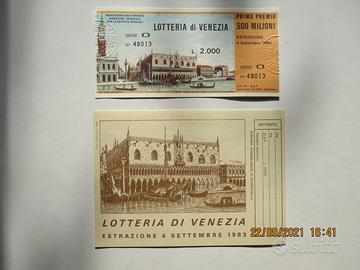 LOTTERIA di VENEZIA
SERIE O
N° 48013
L. 2.000
PRIMO PREMIO
500 MILIONI
ESTRAZIONE
4 Settembre 1983
SERIE O
N° 48013
MITTENTE
LOTTERIA DI VENEZIA
ESTRAZIONE 4 SETTEMBRE 1983
22/09/2021 16:41
subito